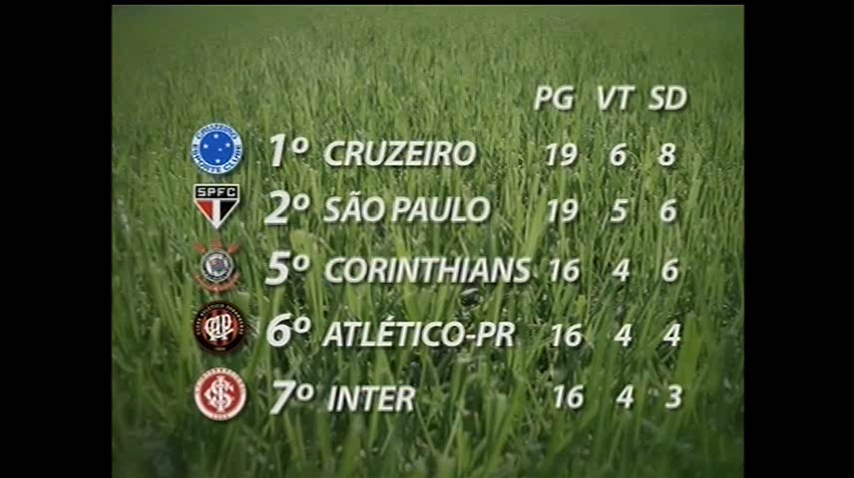 PG VT SD
1º CRUZEIRO 19 6 8
SPFC
2º SÃO PAULO 19 5 6
5º CORINTHIANS 16 4 6
CAP
6º ATLÉTICO-PR 16 4 4
7º INTER 16 4 3